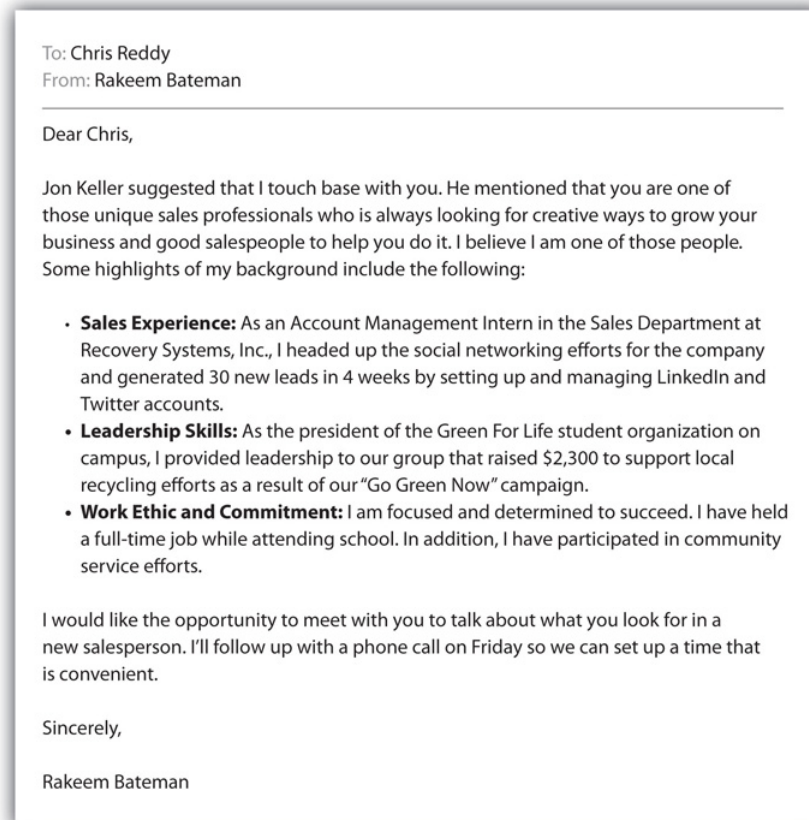 To: Chris Reddy
From: Rakeem Bateman
Dear Chris,
Jon Keller suggested that I touch base with you. He mentioned that you are one of
those unique sales professionals who is always looking for creative ways to grow your
business and good salespeople to help you do it. I believe I am one of those people.
Some highlights of my background include the following:
• Sales Experience: As an Account Management Intern in the Sales Department at
Recovery Systems, Inc., I headed up the social networking efforts for the company
and generated 30 new leads in 4 weeks by setting up and managing LinkedIn and
Twitter accounts.
• Leadership Skills: As the president of the Green For Life student organization on
campus, I provided leadership to our group that raised $2,300 to support local
recycling efforts as a result of our “Go Green Now” campaign.
• Work Ethic and Commitment: I am focused and determined to succeed. I have held
a full-time job while attending school. In addition, I have participated in community
service efforts.
I would like the opportunity to meet with you to talk about what you look for in a
new salesperson. I’ll follow up with a phone call on Friday so we can set up a time that
is convenient.
Sincerely,
Rakeem Bateman